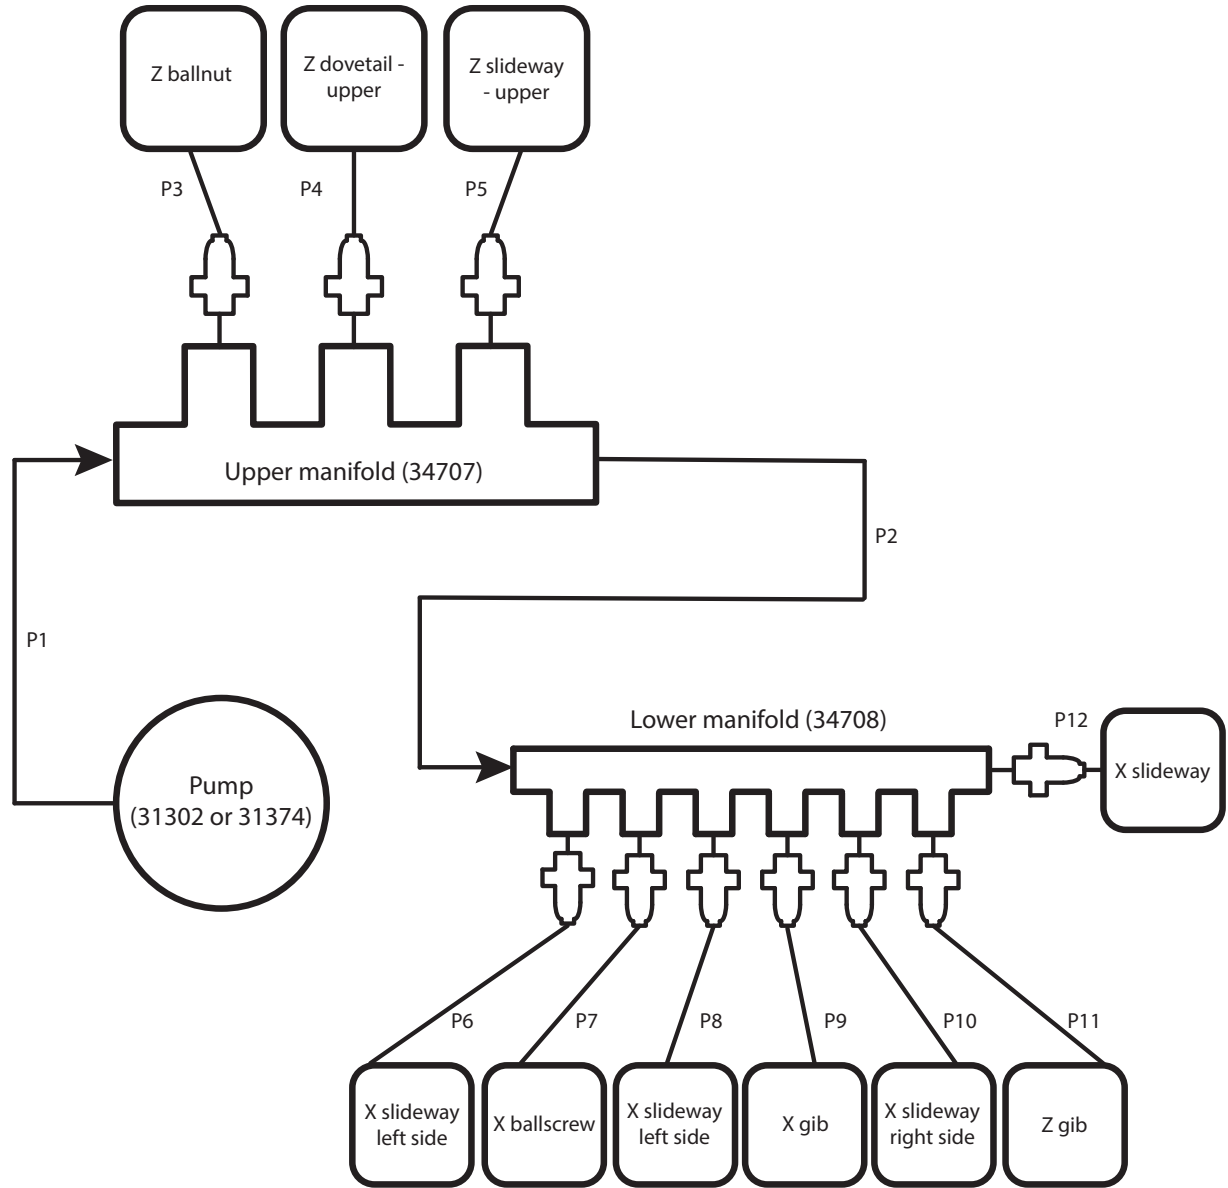 Z ballnut
Z dovetail -
upper
Z slideway
- upper
P3
P4
P5
Upper manifold (34707)
P2
P1
Lower manifold (34708)
P12
Pump
(31302 or 31374)
X slideway
P6
P7
P8
P9
P10
P11
X slideway
left side
X ballscrew
X slideway
left side
X gib
X slideway
right side
Z gib